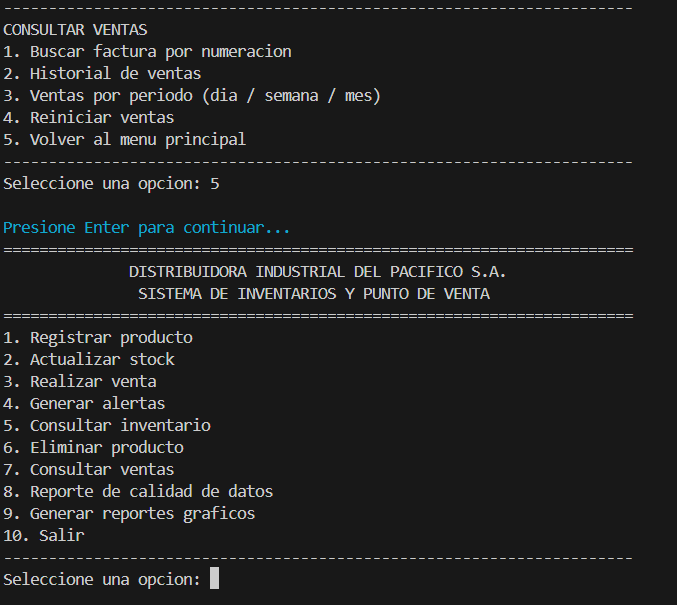 ----------------------------------------------------------------------
CONSULTAR VENTAS
1. Buscar factura por numeracion
2. Historial de ventas
3. Ventas por periodo (dia / semana / mes)
4. Reiniciar ventas
5. Volver al menu principal
----------------------------------------------------------------------
Seleccione una opcion: 5
Presione Enter para continuar...
======================================================================
DISTRIBUIDORA INDUSTRIAL DEL PACIFICO S.A.
SISTEMA DE INVENTARIOS Y PUNTO DE VENTA
======================================================================
1. Registrar producto
2. Actualizar stock
3. Realizar venta
4. Generar alertas
5. Consultar inventario
6. Eliminar producto
7. Consultar ventas
8. Reporte de calidad de datos
9. Generar reportes graficos
10. Salir
----------------------------------------------------------------------
Seleccione una opcion: